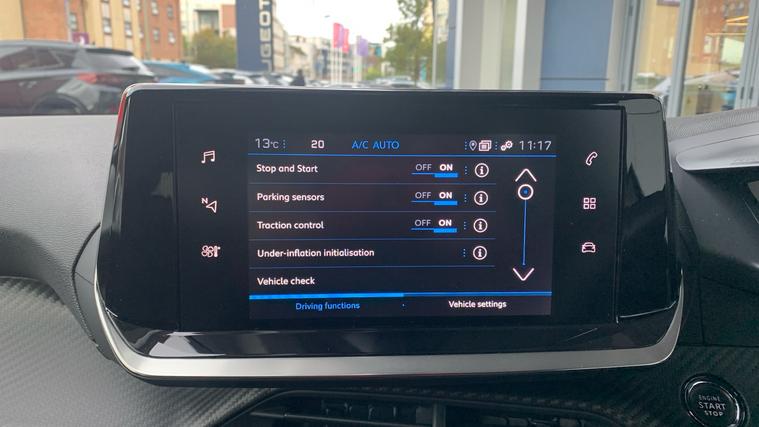 PEUGEOT
13°C 20 A/C AUTO 11:17
Stop and Start OFF ON i
Parking sensors OFF ON i
Traction control OFF ON i
Under-inflation initialisation i
Vehicle check
Driving functions Vehicle settings
N
ENGINE
START
STOP